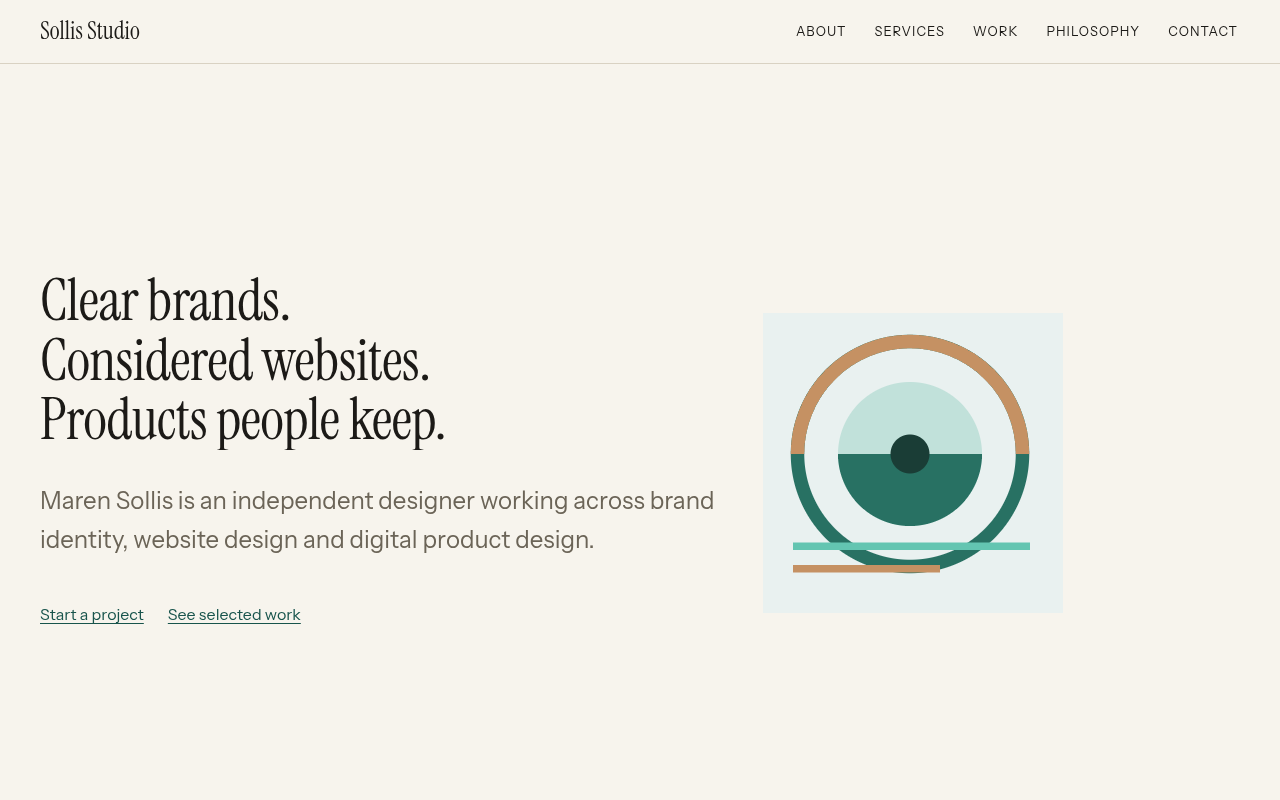 Sollis Studio
ABOUT SERVICES WORK PHILOSOPHY CONTACT
Clear brands.
Considered websites.
Products people keep.
Maren Sollis is an independent designer working across brand
identity, website design and digital product design.
Start a project See selected work